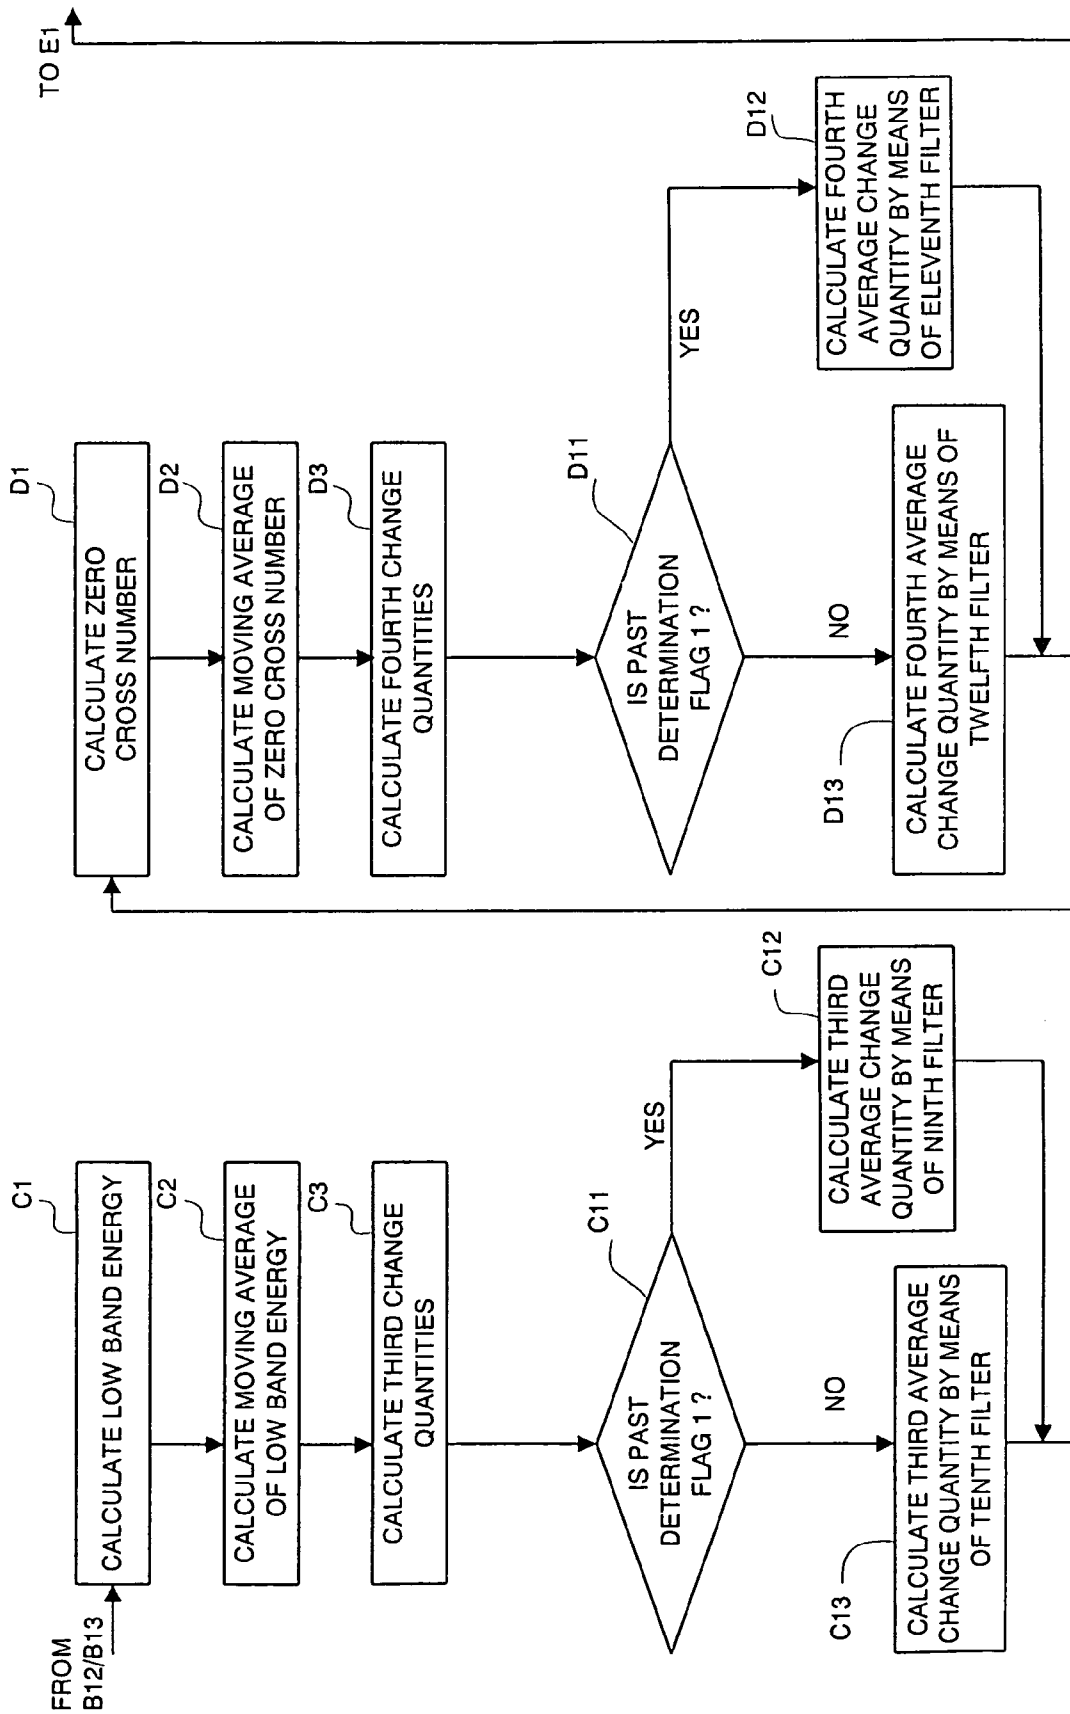 FROM
B12/B13
C1
CALCULATE LOW BAND ENERGY
C2
CALCULATE MOVING AVERAGE
OF LOW BAND ENERGY
C3
CALCULATE THIRD CHANGE
QUANTITIES
C11
IS PAST
DETERMINATION
FLAG 1 ?
YES
NO
C12
CALCULATE THIRD
AVERAGE CHANGE
QUANTITY BY MEANS
OF NINTH FILTER
C13
CALCULATE THIRD AVERAGE
CHANGE QUANTITY BY MEANS
OF TENTH FILTER
D1
CALCULATE ZERO
CROSS NUMBER
D2
CALCULATE MOVING AVERAGE
OF ZERO CROSS NUMBER
D3
CALCULATE FOURTH CHANGE
QUANTITIES
D11
IS PAST
DETERMINATION
FLAG 1 ?
YES
NO
D12
CALCULATE FOURTH
AVERAGE CHANGE
QUANTITY BY MEANS
OF ELEVENTH FILTER
D13
CALCULATE FOURTH AVERAGE
CHANGE QUANTITY BY MEANS OF
TWELFTH FILTER
TO E1